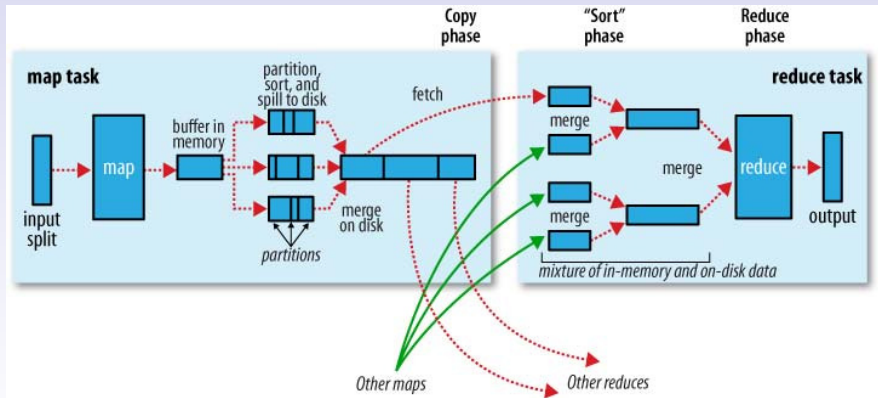 Copy
phase
“Sort”
phase
Reduce
phase
map task
partition,
sort, and
spill to disk
fetch
reduce task
buffer in
memory
merge
map
merge
reduce
input
split
merge
on disk
merge
output
partitions
mixture of in-memory and on-disk data
Other maps
Other reduces